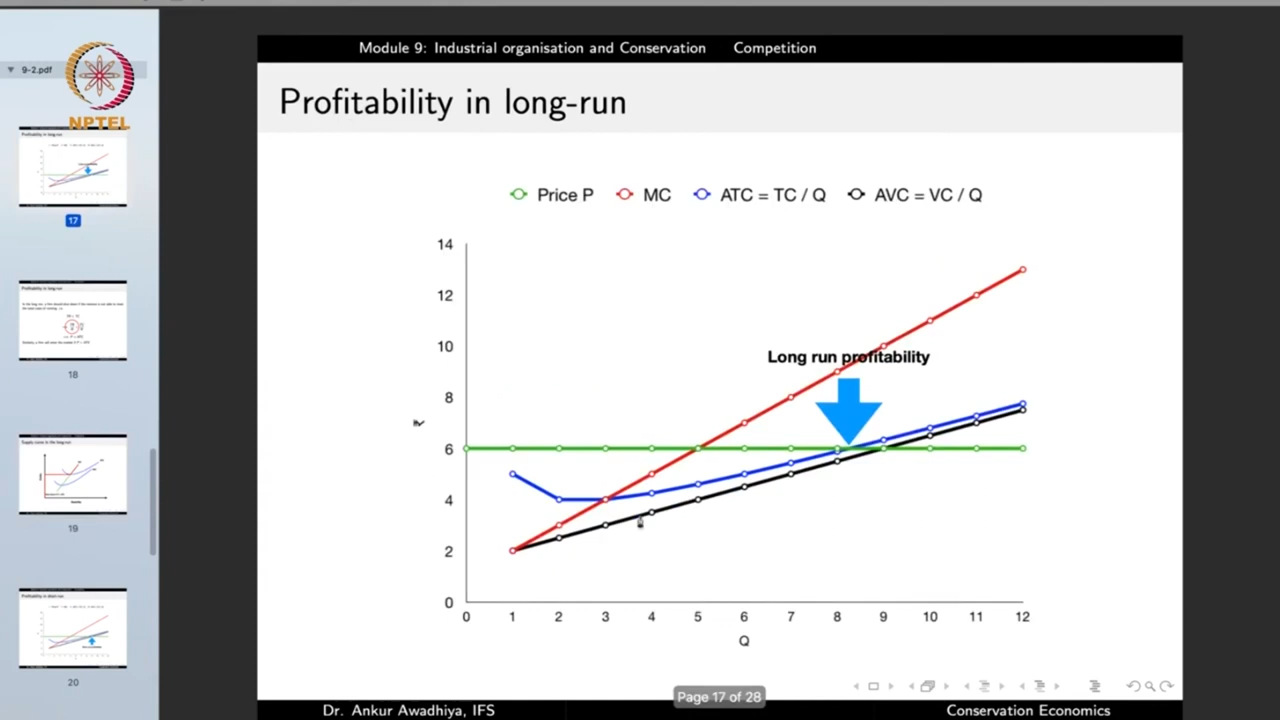 9-2.pdf
NPTEL
17
18
19
20
Module 9: Industrial organisation and Conservation Competition
Profitability in long-run
Price P MC ATC = TC / Q AVC = VC / Q
14
12
10
8
6
4
2
0
₹
Long run profitability
0 1 2 3 4 5 6 7 8 9 10 11 12
Q
Page 17 of 28
Dr. Ankur Awadhiya, IFS Conservation Economics